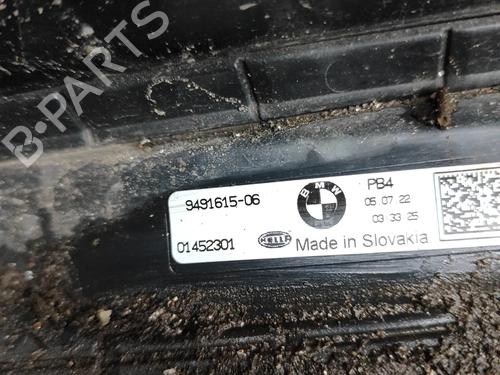 B-PARTS
9491615-06
BMW
PB4
05.07.22
03 33 25
01452301
HELLA
Made in Slovakia